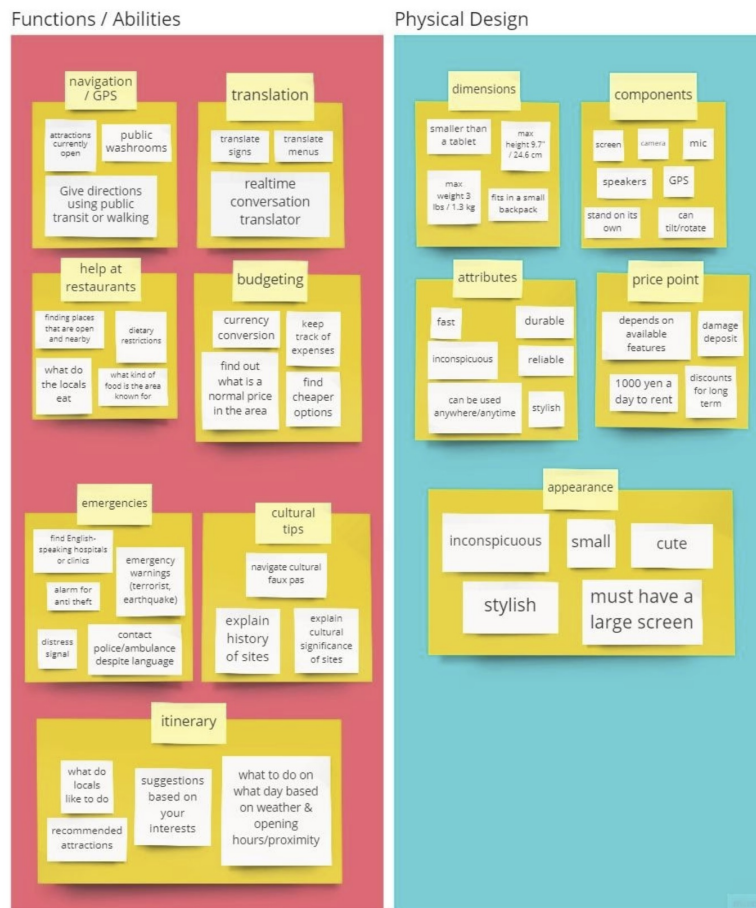 Functions / Abilities
navigation
/ GPS
attractions
currently
open
public
washrooms
Give directions
using public
transit or walking
translation
translate
signs
translate
menus
realtime
conversation
translator
help at
restaurants
finding places
that are open
and nearby
dietary
restrictions
what do
the locals
eat
what kind of
food is the area
known for
budgeting
currency
conversion
keep
track of
expenses
find out
what is a
normal price
in the area
find
cheaper
options
emergencies
find English-
speaking hospitals
or clinics
emergency
warnings
(terrorist,
earthquake)
alarm for
anti theft
distress
signal
contact
police/ambulance
despite language
cultural
tips
navigate cultural
faux pas
explain
history
of sites
explain
cultural
significance
of sites
itinerary
what do
locals
like to do
recommended
attractions
suggestions
based on
your
interests
what to do on
what day based
on weather &
opening
hours/proximity
Physical Design
dimensions
smaller than
a tablet
max
height 9.7"
/ 24.6 cm
max
weight 3
lbs / 1.3 kg
fits in a small
backpack
components
screen
camera
mic
speakers
GPS
stand on its
own
can
tilt/rotate
attributes
fast
durable
inconspicuous
reliable
can be used
anywhere/anytime
stylish
price point
depends on
available
features
damage
deposit
1000 yen a
day to rent
discounts
for long
term
appearance
inconspicuous
small
cute
stylish
must have a
large screen